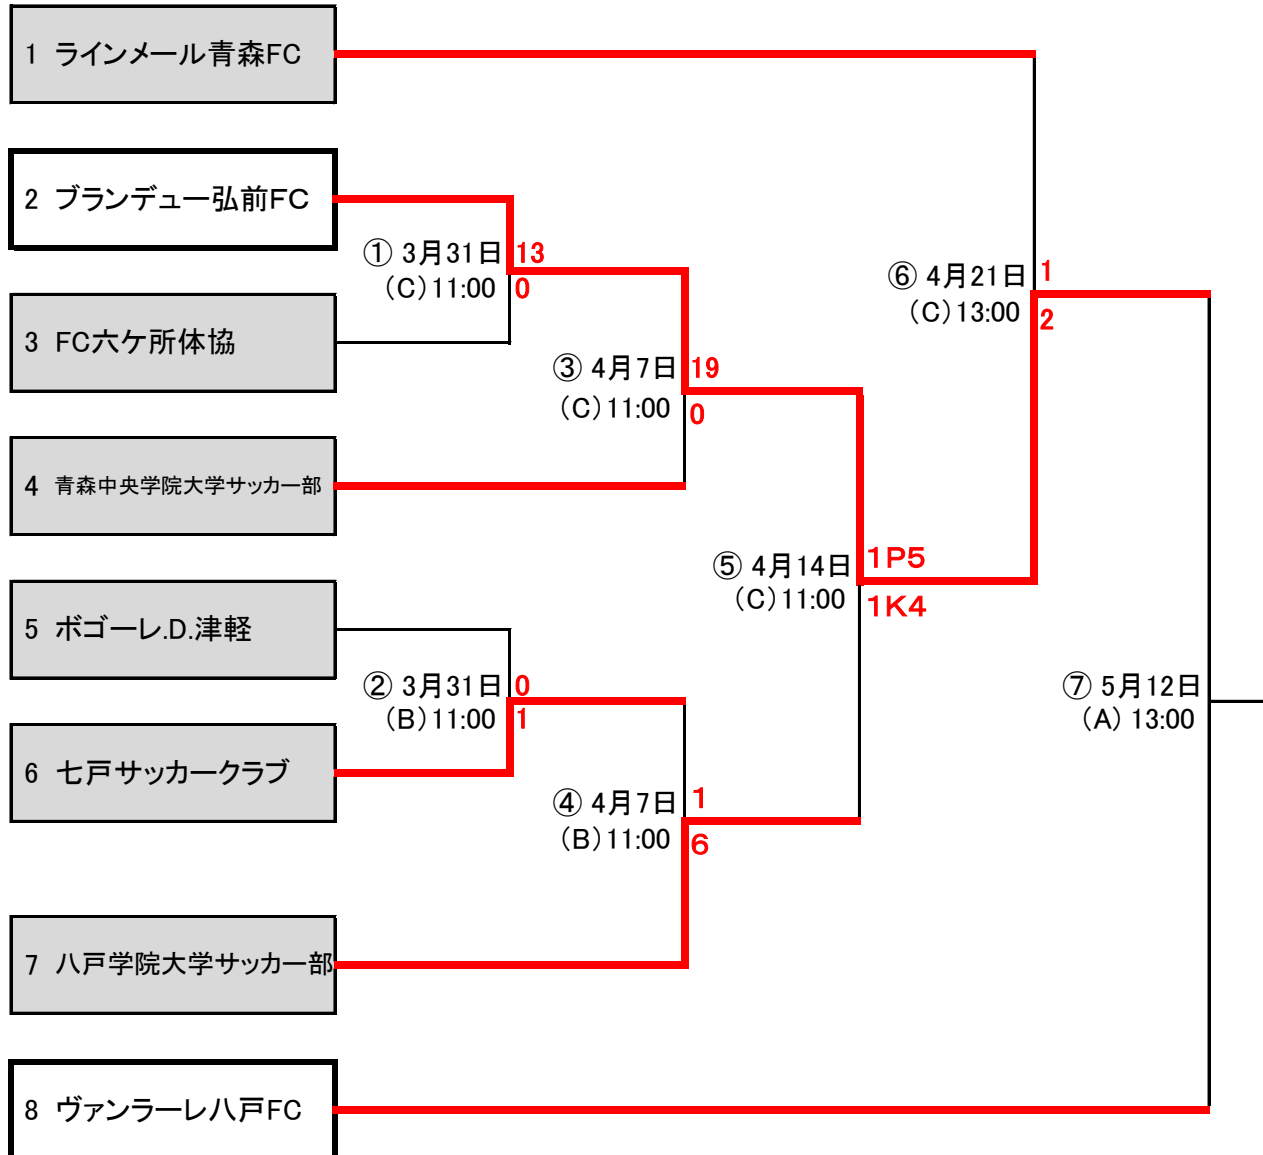 1 ラインメール青森FC
2 ブランデュー弘前FC
① 3月31日
(C)11:00
13
0
3 FC六ケ所体協
③ 4月7日
(C)11:00
19
0
4 青森中央学院大学サッカー部
⑥ 4月21日
(C)13:00
1
2
⑤ 4月14日
(C)11:00
1P5
1K4
5 ボゴーレ.D.津軽
② 3月31日
(B)11:00
0
1
6 七戸サッカークラブ
④ 4月7日
(B)11:00
1
6
⑦ 5月12日
(A) 13:00
7 八戸学院大学サッカー部
8 ヴァンラーレ八戸FC